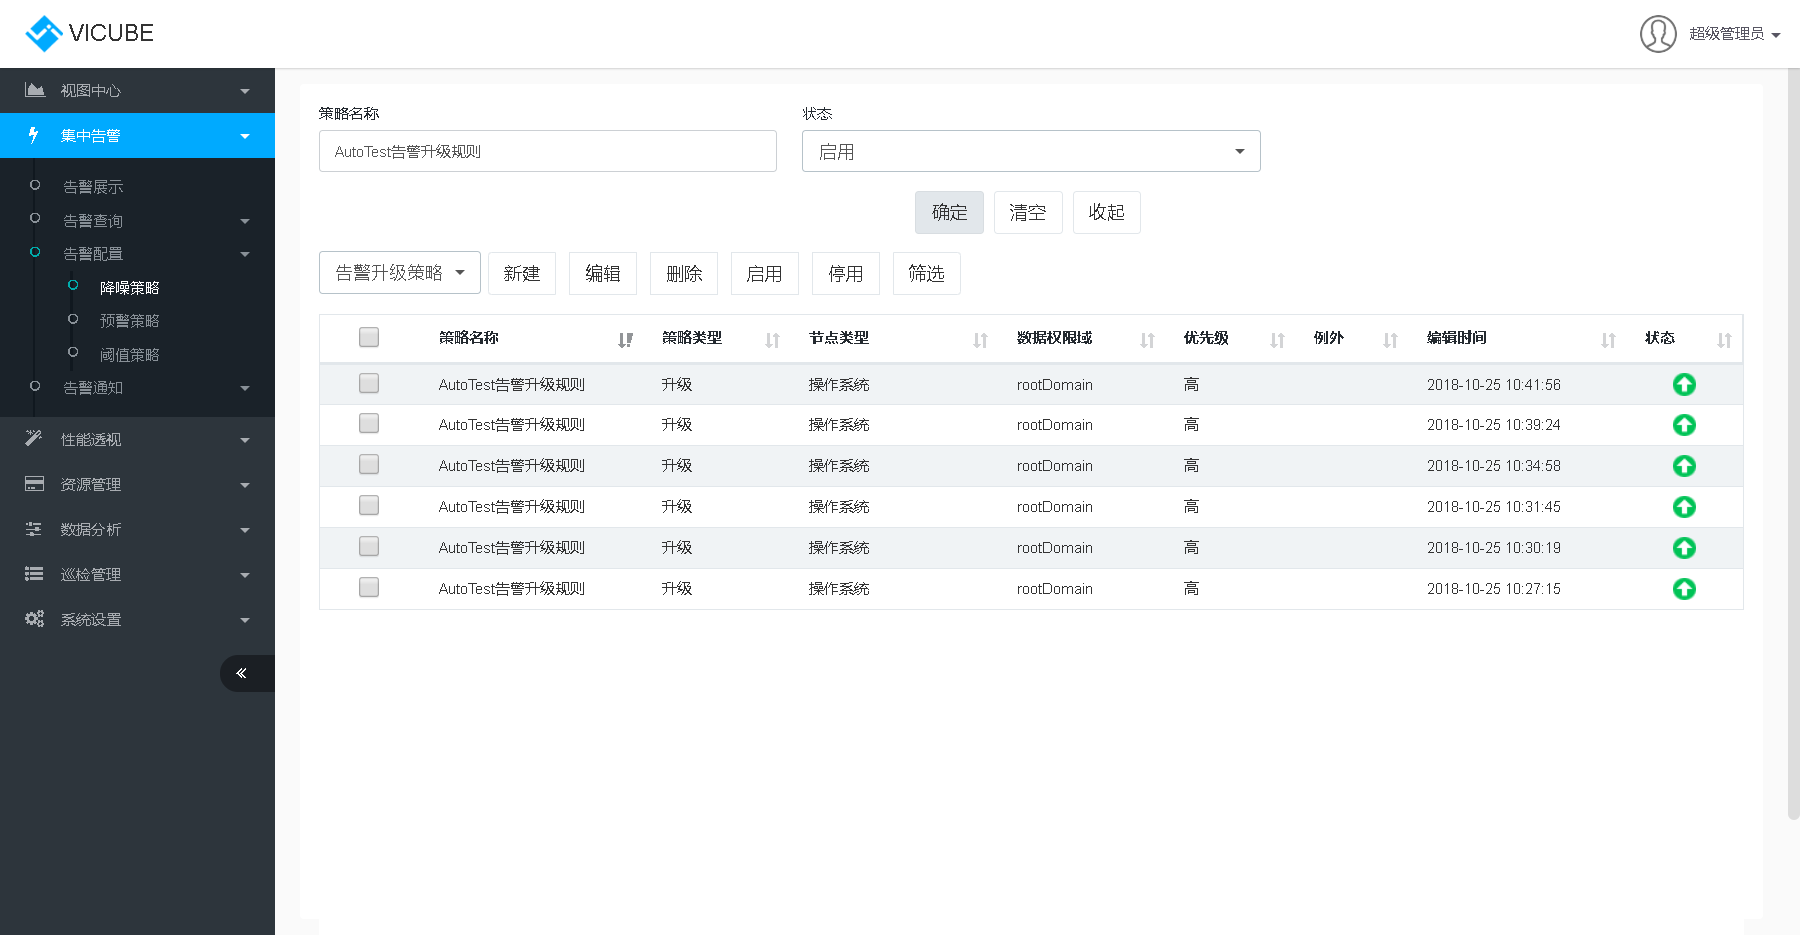 VICUBE
超级管理员
视图中心
集中告警
告警展示
告警查询
告警配置
降噪策略
预警策略
阈值策略
告警通知
性能透视
资源管理
数据分析
巡检管理
系统设置
策略名称
状态
AutoTest告警升级规则
启用
确定 清空 收起
告警升级策略 新建 编辑 删除 启用 停用 筛选
策略名称 策略类型 节点类型 数据权限域 优先级 例外 编辑时间 状态
AutoTest告警升级规则 升级 操作系统 rootDomain 高 2018-10-25 10:41:56
AutoTest告警升级规则 升级 操作系统 rootDomain 高 2018-10-25 10:39:24
AutoTest告警升级规则 升级 操作系统 rootDomain 高 2018-10-25 10:34:58
AutoTest告警升级规则 升级 操作系统 rootDomain 高 2018-10-25 10:31:45
AutoTest告警升级规则 升级 操作系统 rootDomain 高 2018-10-25 10:30:19
AutoTest告警升级规则 升级 操作系统 rootDomain 高 2018-10-25 10:27:15